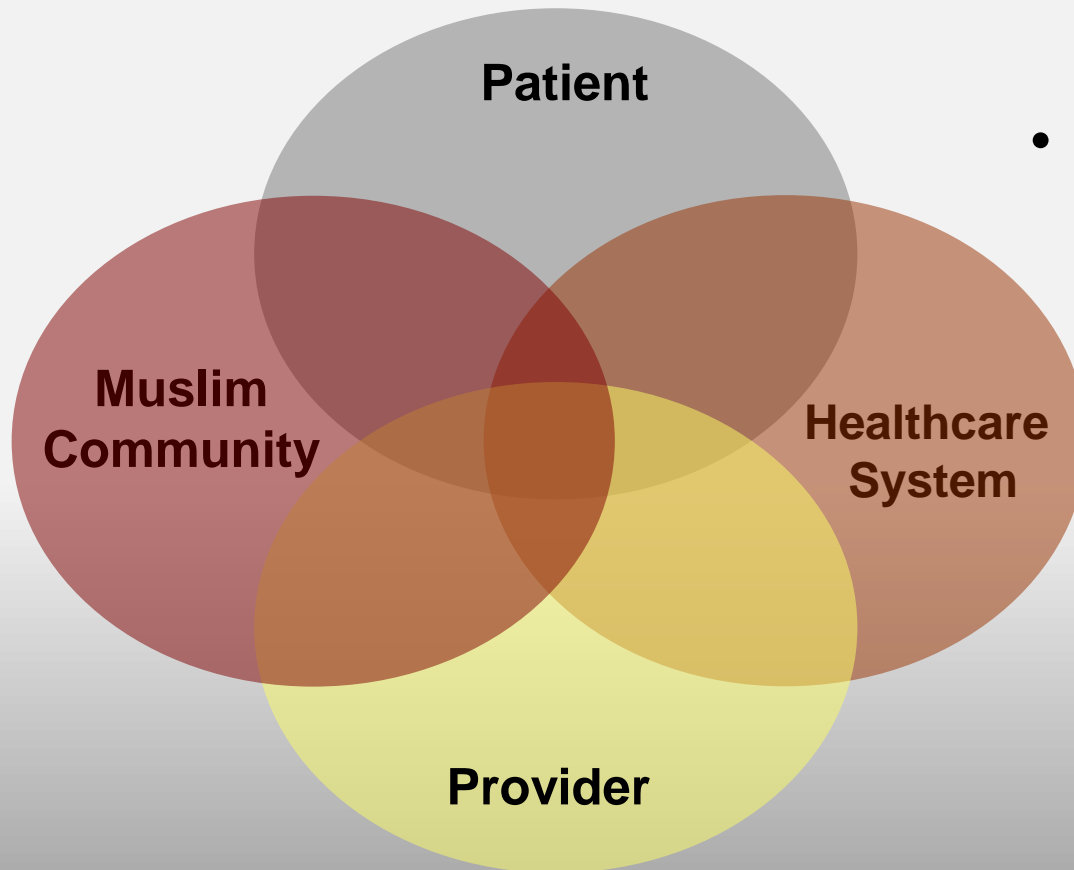 Patient
•
Muslim
Community
Healthcare
System
Provider